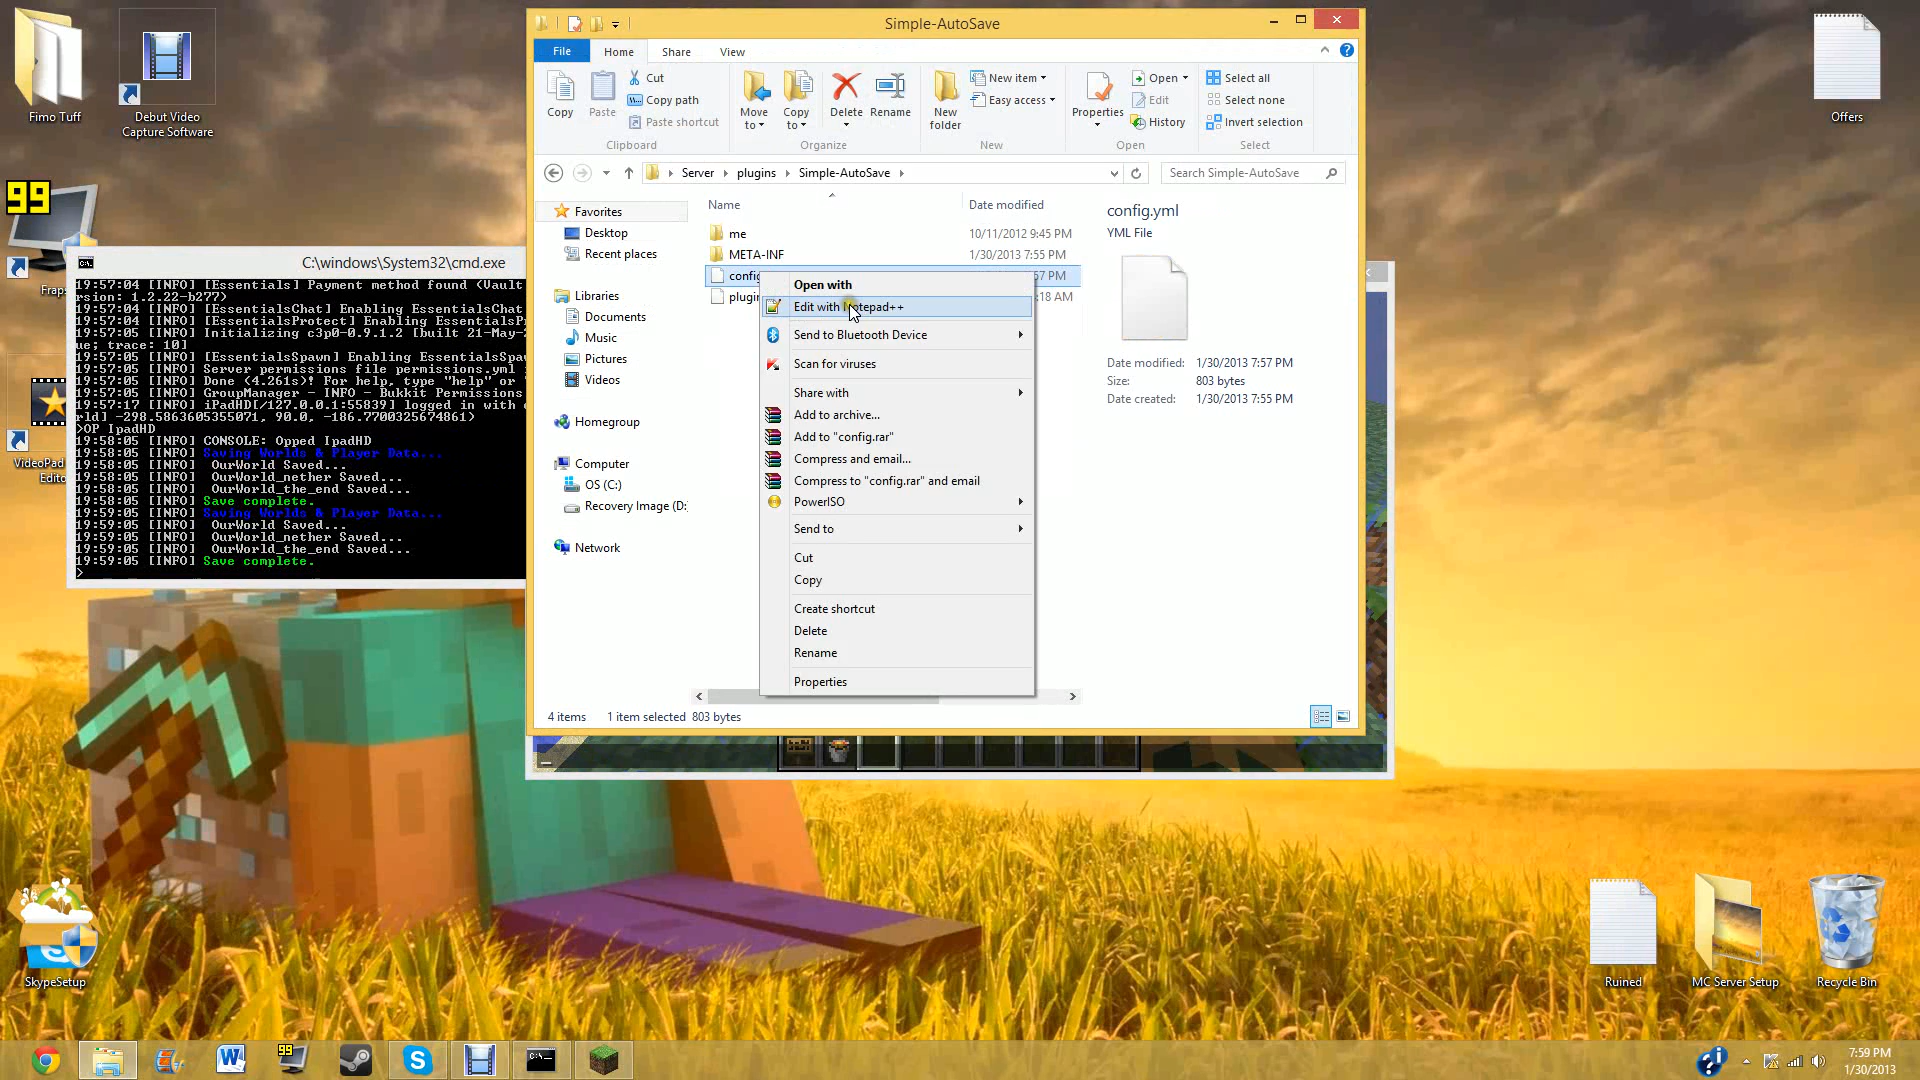 Fimo Tuff
Debut Video
Capture Software
99
Fraps
VideoPad
Edito
SkypeSetup
Offers
Ruined
MC Server Setup
Recycle Bin
C:\windows\System32\cmd.exe
19:57:04 [INFO] [Essentials] Payment method found (Vault
rsion: 1.2.22-b277)
19:57:04 [INFO] [EssentialsChat] Enabling EssentialsChat
19:57:04 [INFO] [EssentialsProtect] Enabling EssentialsPr
19:57:05 [INFO] Initializing c3p0-0.9.1.2 [built 21-May-2
ue; trace: 10]
19:57:05 [INFO] [EssentialsSpawn] Enabling EssentialsSpaw
19:57:05 [INFO] Server permissions file permissions.yml
19:57:05 [INFO] Done (4.261s)! For help, type "help" or
19:57:05 [INFO] GroupManager - INFO - Bukkit Permissions
19:57:17 [INFO] iPadHD[/127.0.0.1:55839] logged in with
rld] -298.5863605355071, 90.0, -186.7700325674861)
>OP IpadHD
19:58:05 [INFO] CONSOLE: Opped IpadHD
19:58:05 [INFO] Saving Worlds & Player Data...
19:58:05 [INFO] OurWorld Saved...
19:58:05 [INFO] OurWorld_nether Saved...
19:58:05 [INFO] OurWorld_the_end Saved...
19:58:05 [INFO] Save complete.
19:59:05 [INFO] Saving Worlds & Player Data...
19:59:05 [INFO] OurWorld Saved...
19:59:05 [INFO] OurWorld_nether Saved...
19:59:05 [INFO] OurWorld_the_end Saved...
19:59:05 [INFO] Save complete.
>
Simple-AutoSave
File Home Share View
Copy
Paste
Cut
Copy path
Paste shortcut
Clipboard
Move to
Copy to
Delete
Rename
Organize
New folder
New item
Easy access
New
Properties
Open
Edit
History
Open
Select all
Select none
Invert selection
Select
Server plugins Simple-AutoSave
Search Simple-AutoSave
Favorites
Desktop
Recent places
Libraries
Documents
Music
Pictures
Videos
Homegroup
Computer
OS (C:)
Recovery Image (D:
Network
Name Date modified
me 10/11/2012 9:45 PM
META-INF 1/30/2013 7:55 PM
config 57 PM
plugi :18 AM
Open with
Edit with Notepad++
Send to Bluetooth Device
Scan for viruses
Share with
Add to archive...
Add to "config.rar"
Compress and email...
Compress to "config.rar" and email
PowerISO
Send to
Cut
Copy
Create shortcut
Delete
Rename
Properties
config.yml
YML File
Date modified: 1/30/2013 7:57 PM
Size: 803 bytes
Date created: 1/30/2013 7:55 PM
4 items 1 item selected 803 bytes
99
7:59 PM
1/30/2013